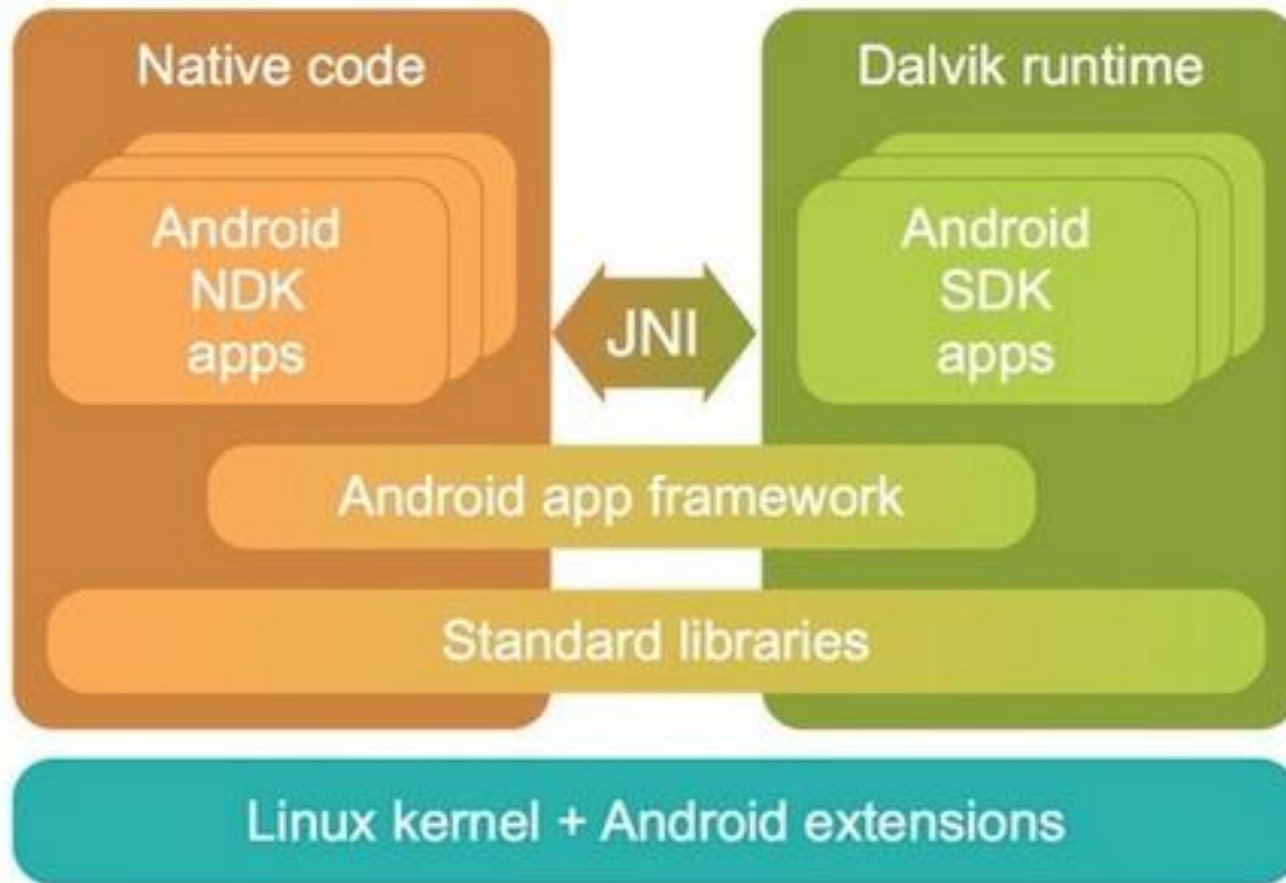 Native code
Dalvik runtime
Android
NDK
apps
JNI
Android
SDK
apps
Android app framework
Standard libraries
Linux kernel + Android extensions